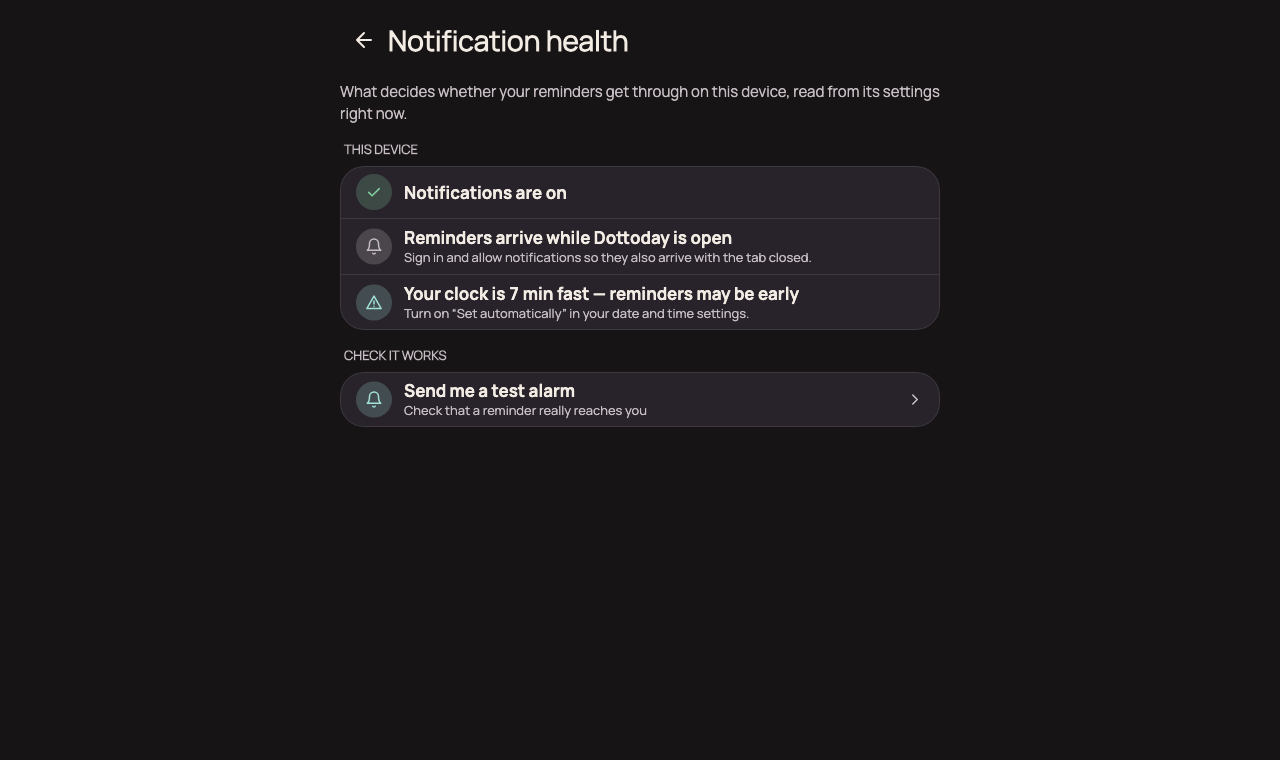 Notification health
What decides whether your reminders get through on this device, read from its settings
right now.
THIS DEVICE
Notifications are on
Reminders arrive while Dottoday is open
Sign in and allow notifications so they also arrive with the tab closed.
Your clock is 7 min fast — reminders may be early
Turn on “Set automatically” in your date and time settings.
CHECK IT WORKS
Send me a test alarm
Check that a reminder really reaches you